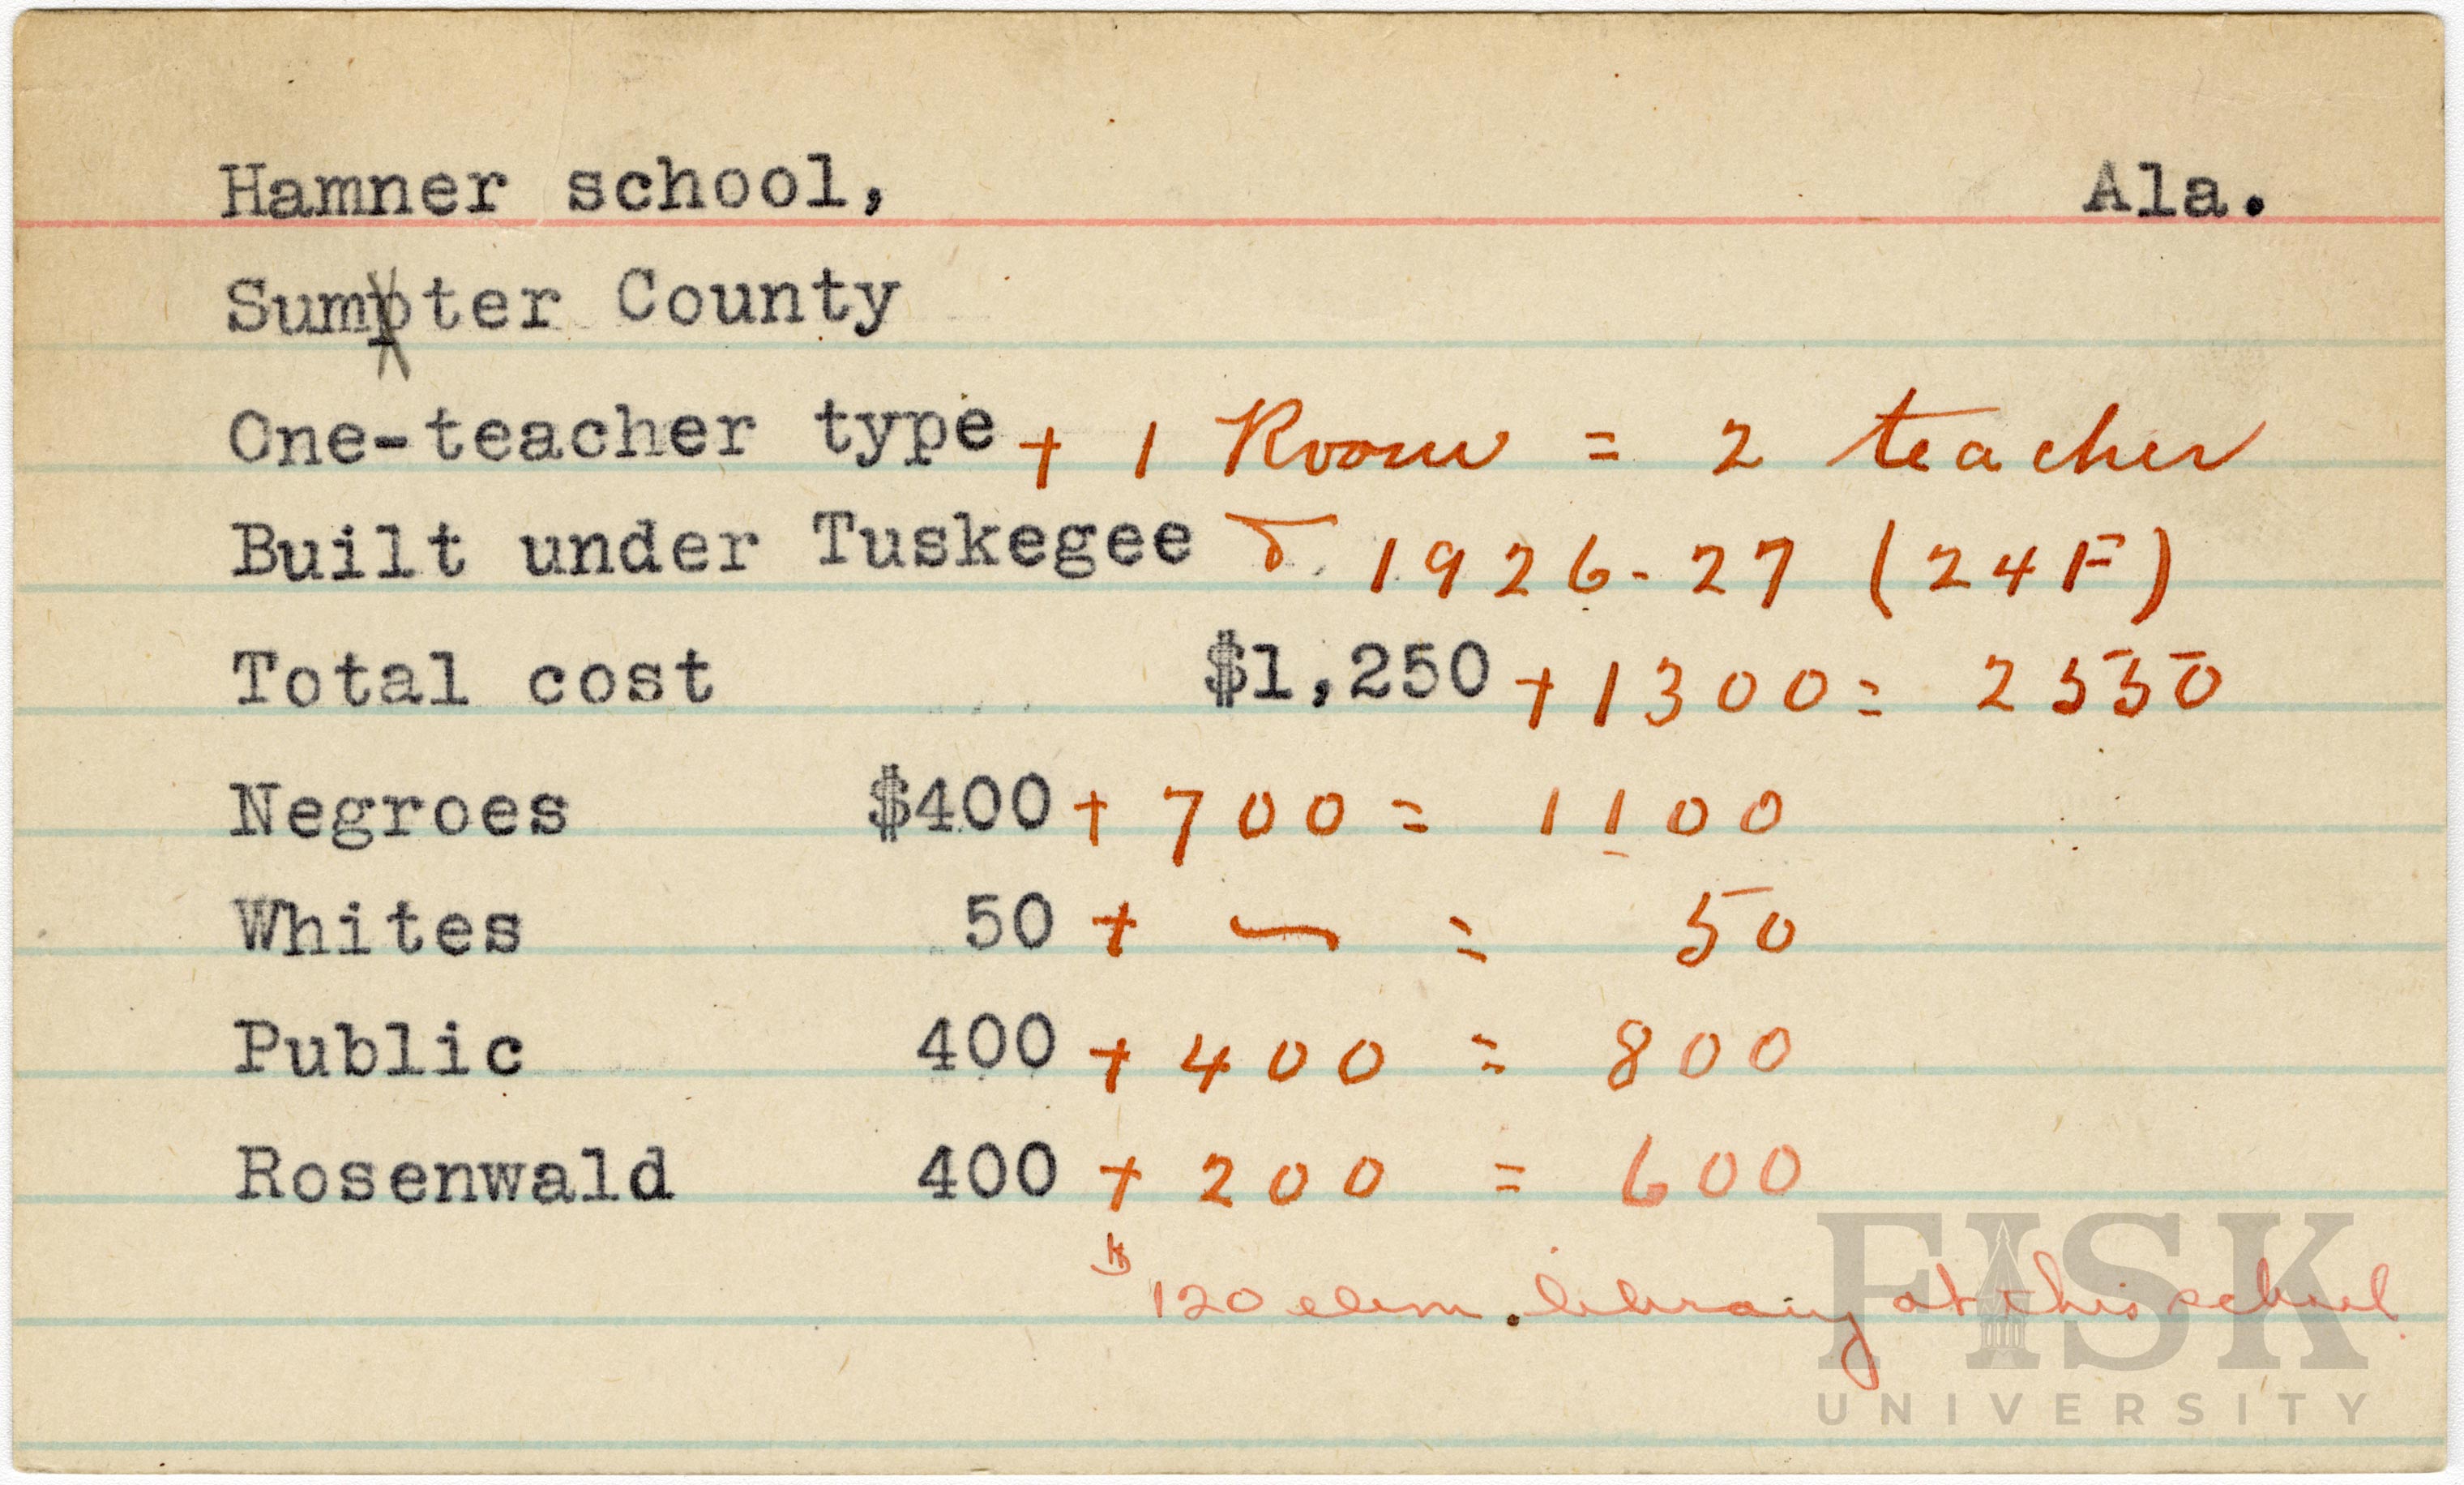 Hamner school, Ala.
Sumpter County
One-teacher type + 1 Room = 2 teacher
Built under Tuskegee & 1926-27 (24F)
Total cost $1,250 + 1300 = 2550
Negroes $400 + 700 = 1100
Whites 50 + — = 50
Public 400 + 400 = 800
Rosenwald 400 + 200 = 600
$120 elem. library at this school.
FISK
UNIVERSITY